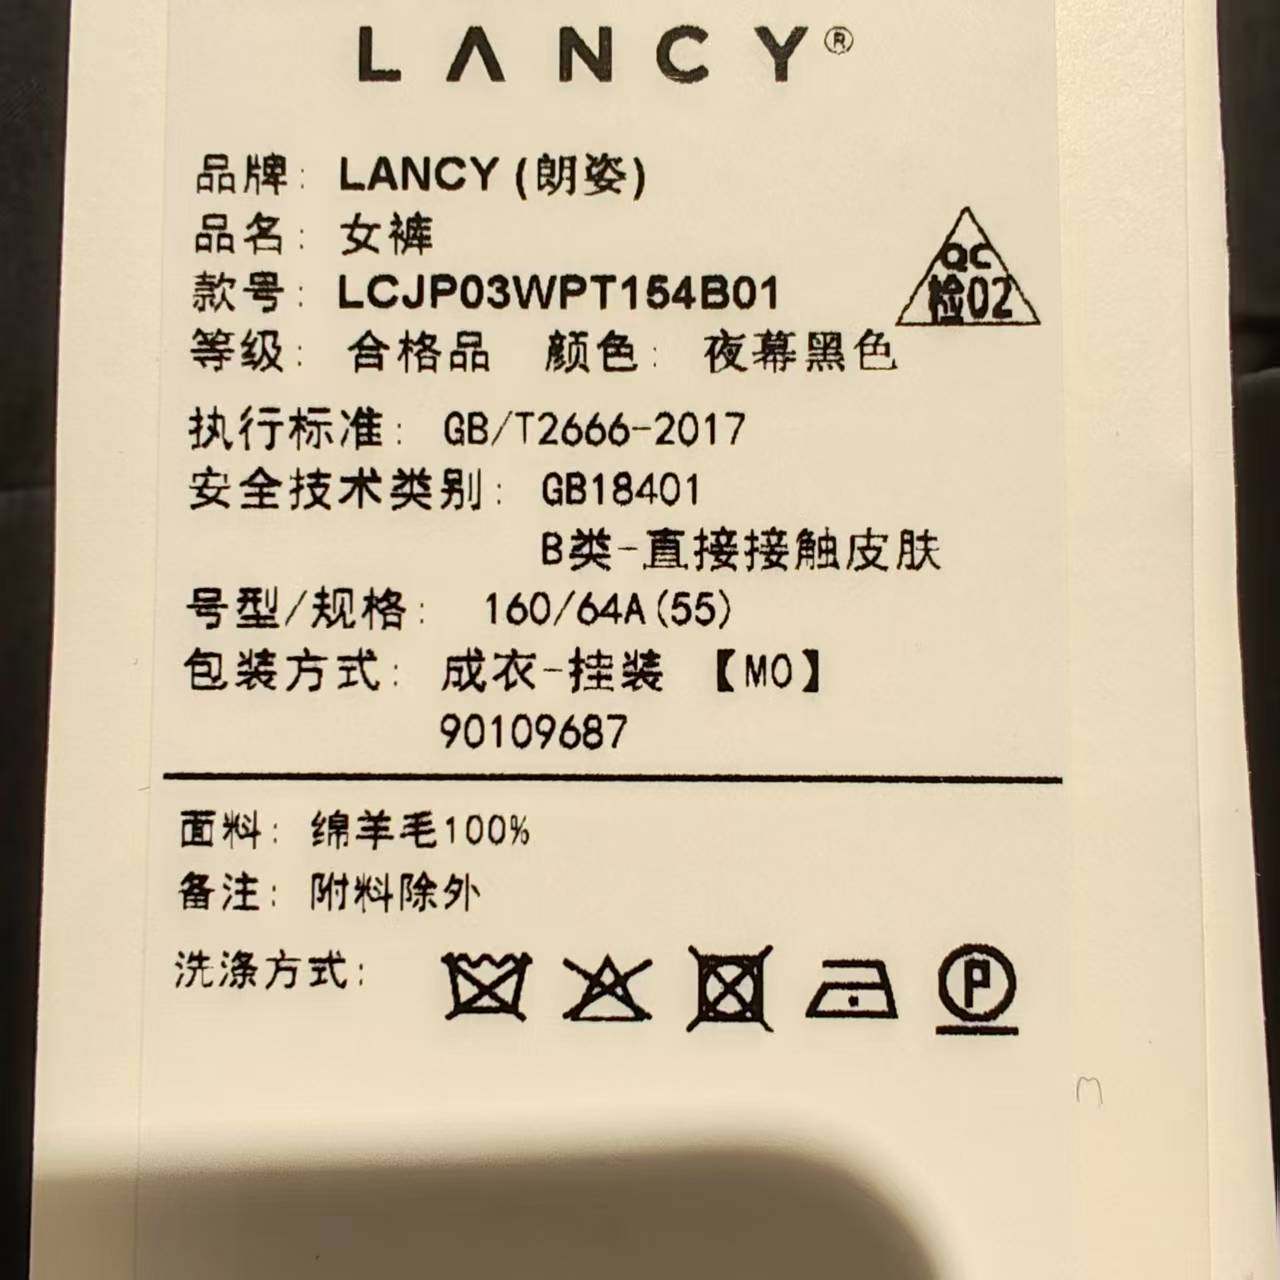 LANCY®
品牌: LANCY (朗姿)
品名: 女裤
款号: LCJP03WPT154B01
QC
检02
等级: 合格品 颜色: 夜幕黑色
执行标准: GB/T2666-2017
安全技术类别: GB18401
B类-直接接触皮肤
号型/规格: 160/64A(55)
包装方式: 成衣-挂装 【MO】
90109687
面料: 绵羊毛100%
备注: 附料除外
洗涤方式:
P